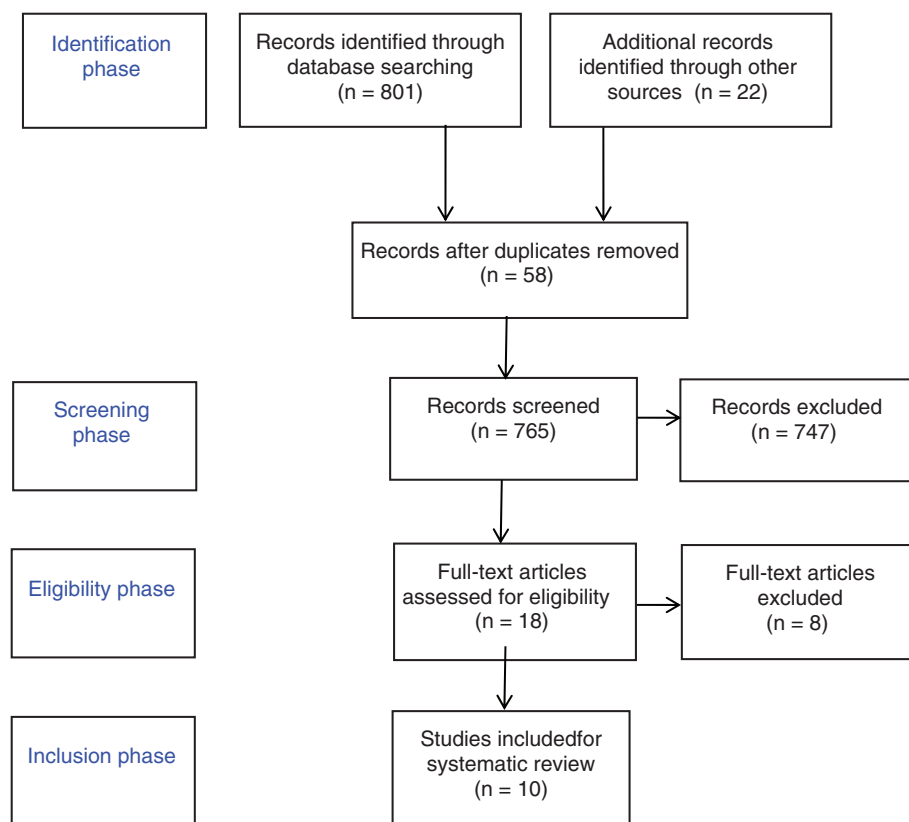 Identification
phase
Records identified through
database searching
(n = 801)
Additional records
identified through other
sources (n = 22)
Records after duplicates removed
(n = 58)
Screening
phase
Records screened
(n = 765)
Records excluded
(n = 747)
Eligibility phase
Full-text articles
assessed for eligibility
(n = 18)
Full-text articles
excluded
(n = 8)
Inclusion phase
Studies includedfor
systematic review
(n = 10)